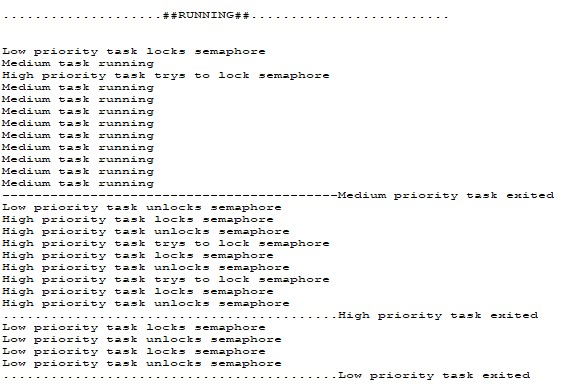 ....................##RUNNING##.........................
Low priority task locks semaphore
Medium task running
High priority task trys to lock semaphore
Medium task running
Medium task running
Medium task running
Medium task running
Medium task running
Medium task running
Medium task running
Medium task running
Medium task running
------------------------------------------Medium priority task exited
Low priority task unlocks semaphore
High priority task locks semaphore
High priority task unlocks semaphore
High priority task trys to lock semaphore
High priority task locks semaphore
High priority task unlocks semaphore
High priority task trys to lock semaphore
High priority task locks semaphore
High priority task unlocks semaphore
..........................................High priority task exited
Low priority task locks semaphore
Low priority task unlocks semaphore
Low priority task locks semaphore
Low priority task unlocks semaphore
..........................................Low priority task exited